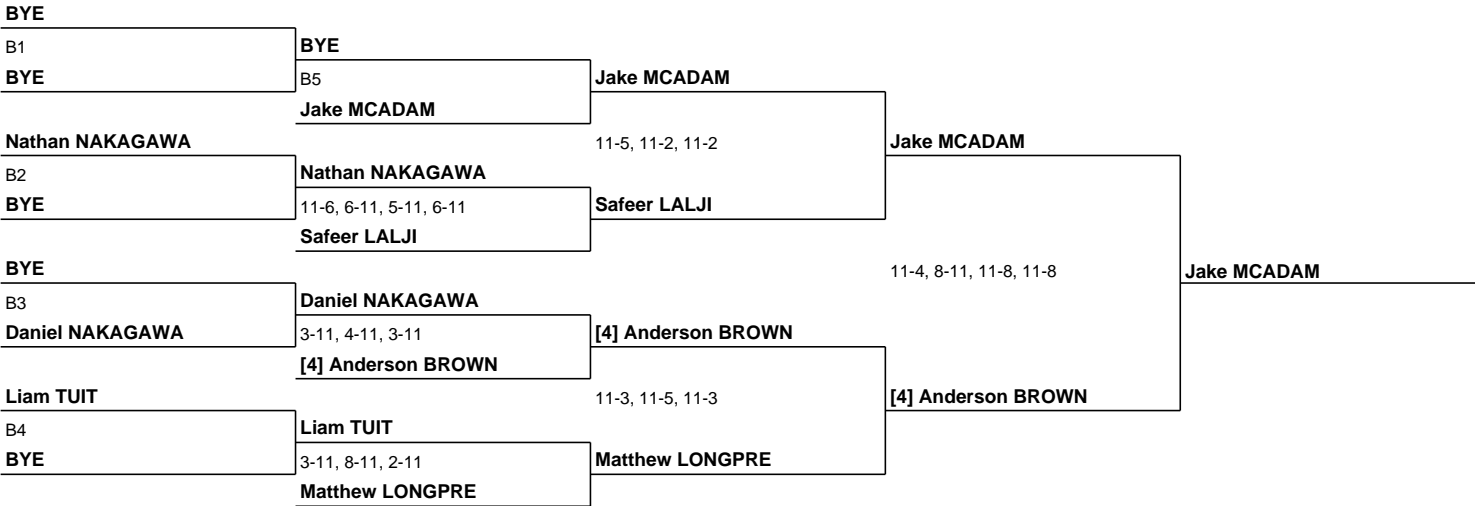 BYE
B1
BYE
BYE
B5
Jake MCADAM
Jake MCADAM
Nathan NAKAGAWA
11-5, 11-2, 11-2
Jake MCADAM
B2
Nathan NAKAGAWA
BYE
11-6, 6-11, 5-11, 6-11
Safeer LALJI
Safeer LALJI
BYE
11-4, 8-11, 11-8, 11-8
Jake MCADAM
B3
Daniel NAKAGAWA
Daniel NAKAGAWA
3-11, 4-11, 3-11
[4] Anderson BROWN
[4] Anderson BROWN
Liam TUIT
11-3, 11-5, 11-3
[4] Anderson BROWN
B4
Liam TUIT
BYE
3-11, 8-11, 2-11
Matthew LONGPRE
Matthew LONGPRE